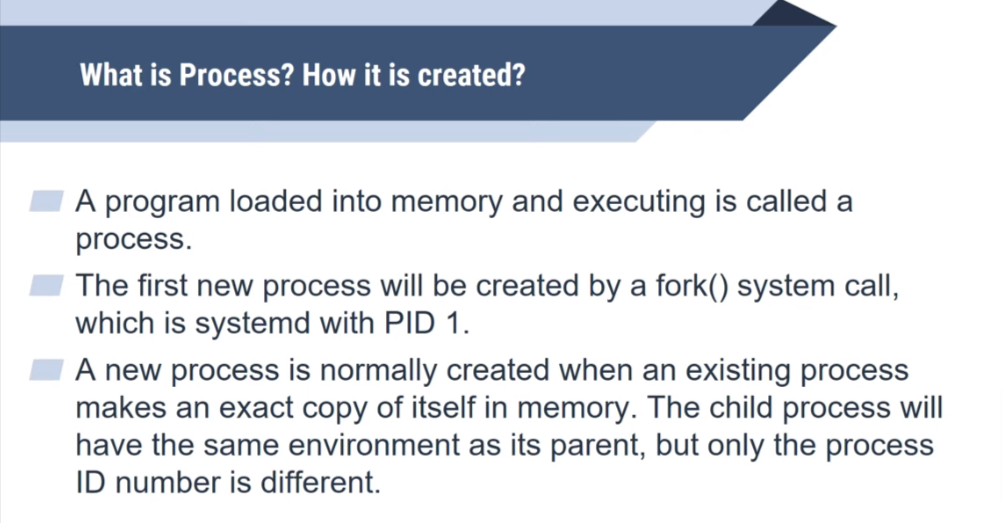 What is Process? How it is created?
A program loaded into memory and executing is called a
process.
The first new process will be created by a fork() system call,
which is systemd with PID 1.
A new process is normally created when an existing process
makes an exact copy of itself in memory. The child process will
have the same environment as its parent, but only the process
ID number is different.